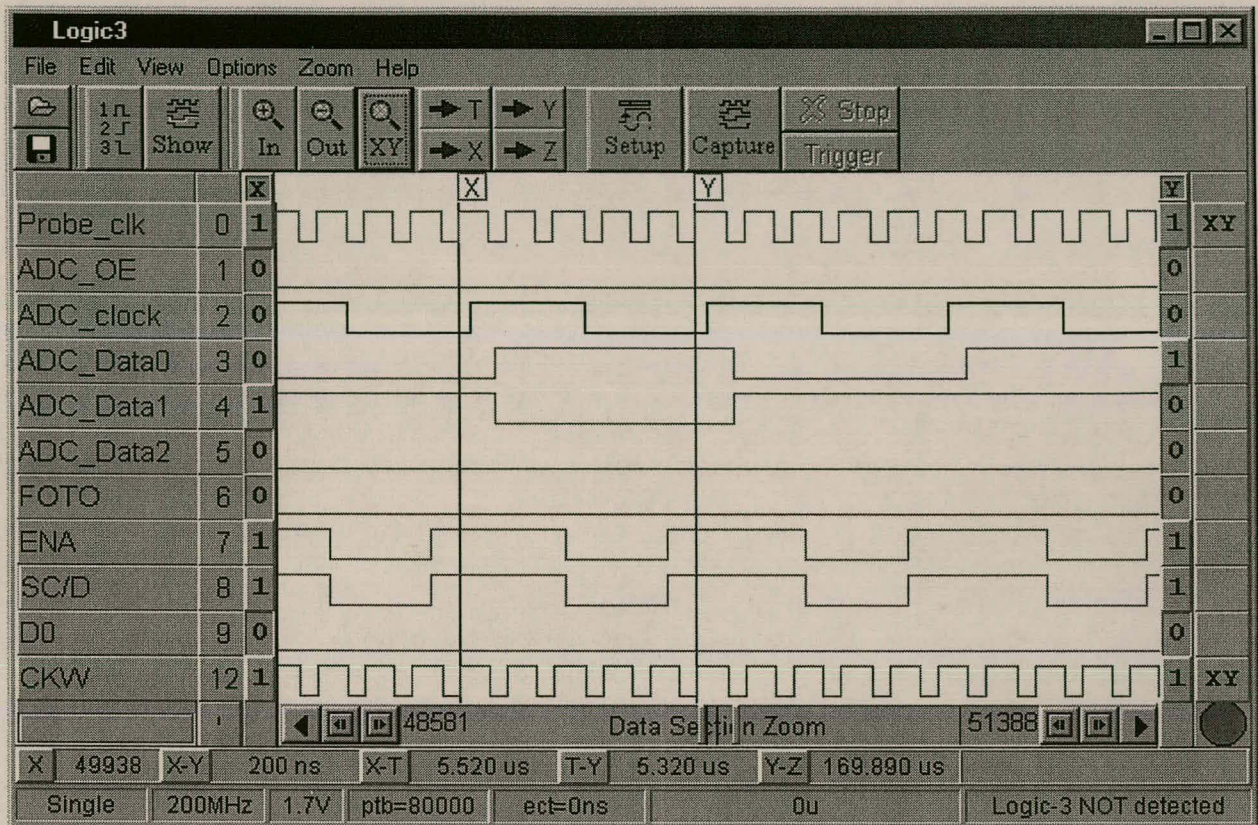 Logic3
File Edit View Options Zoom Help
1 2 3 Show In Out XY T Y X Z Setup Capture Stop Trigger
X X Y Y
Probe_clk 0 1 1 XY
ADC_OE 1 0 0
ADC_clock 2 0 0
ADC_Data0 3 0 1
ADC_Data1 4 1 0
ADC_Data2 5 0 0
FOTO 6 0 0
ENA 7 1 1
SC/D 8 1 1
D0 9 0 0
CKW 12 1 1 XY
48581 Data Section Zoom 51388
X 49938 X-Y 200 ns X-T 5.520 us T-Y 5.320 us Y-Z 169.890 us
Single 200MHz 1.7V ptb=80000 ect=0ns 0u Logic-3 NOT detected